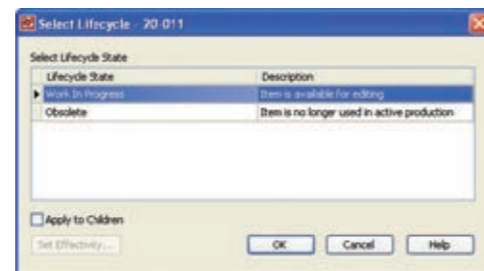 Select Lifecycle - 20-011
Select Lifecycle State
Lifecycle State Description
Work In Progress Item is available for editing
Obsolete Item is no longer used in active production
Apply to Children
Set Effectivity... OK Cancel Help